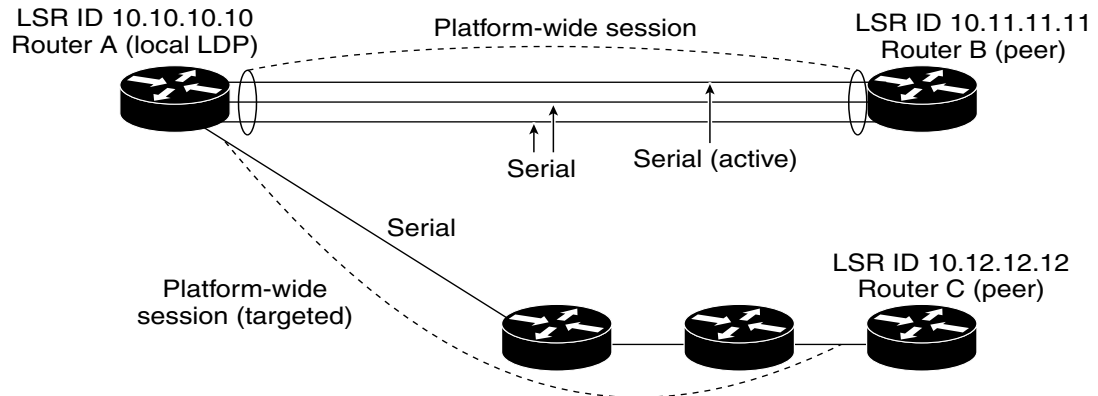 LSR ID 10.10.10.10
Router A (local LDP)
Platform-wide session
LSR ID 10.11.11.11
Router B (peer)
Serial
Serial (active)
Serial
Platform-wide
session (targeted)
LSR ID 10.12.12.12
Router C (peer)